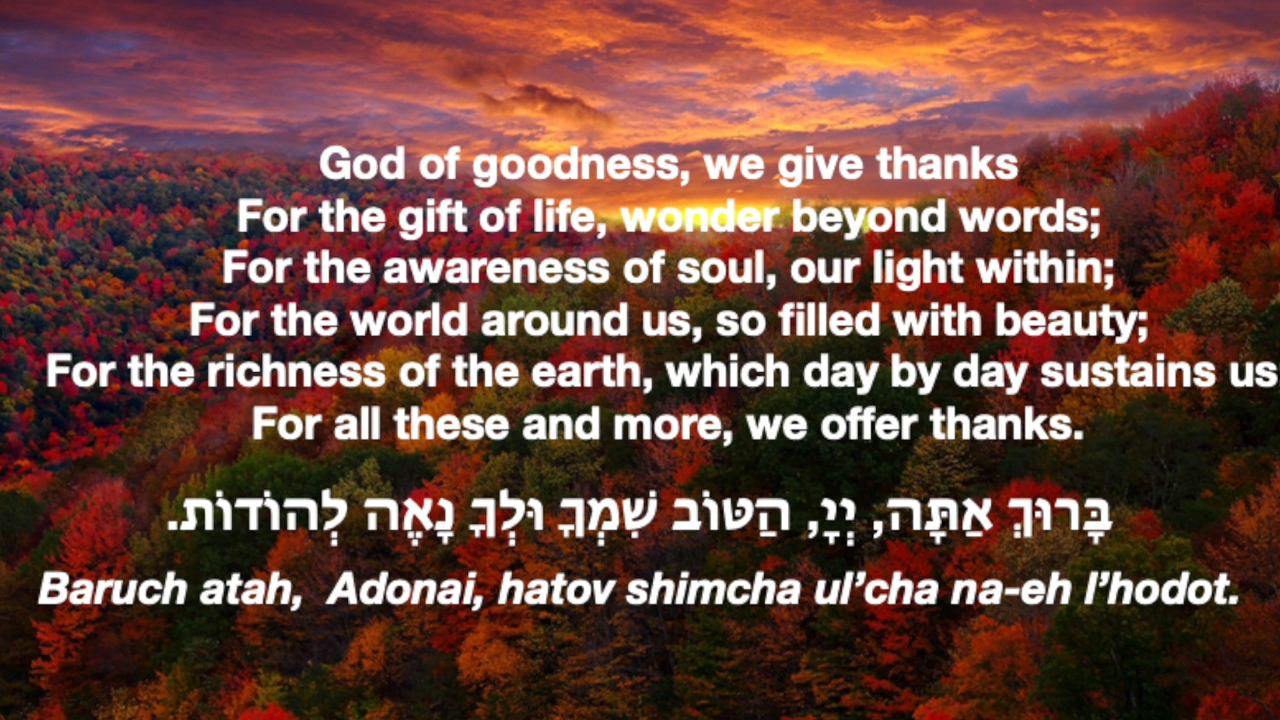 God of goodness, we give thanks
For the gift of life, wonder beyond words;
For the awareness of soul, our light within;
For the world around us, so filled with beauty;
For the richness of the earth, which day by day sustains us
For all these and more, we offer thanks.
בָּרוּךְ אַתָּה, יְיָ, הַטּוֹב שִׁמְךָ וּלְךָ נָאֶה לְהוֹדוֹת.
Baruch atah, Adonai, hatov shimcha ul’cha na-eh l’hodot.